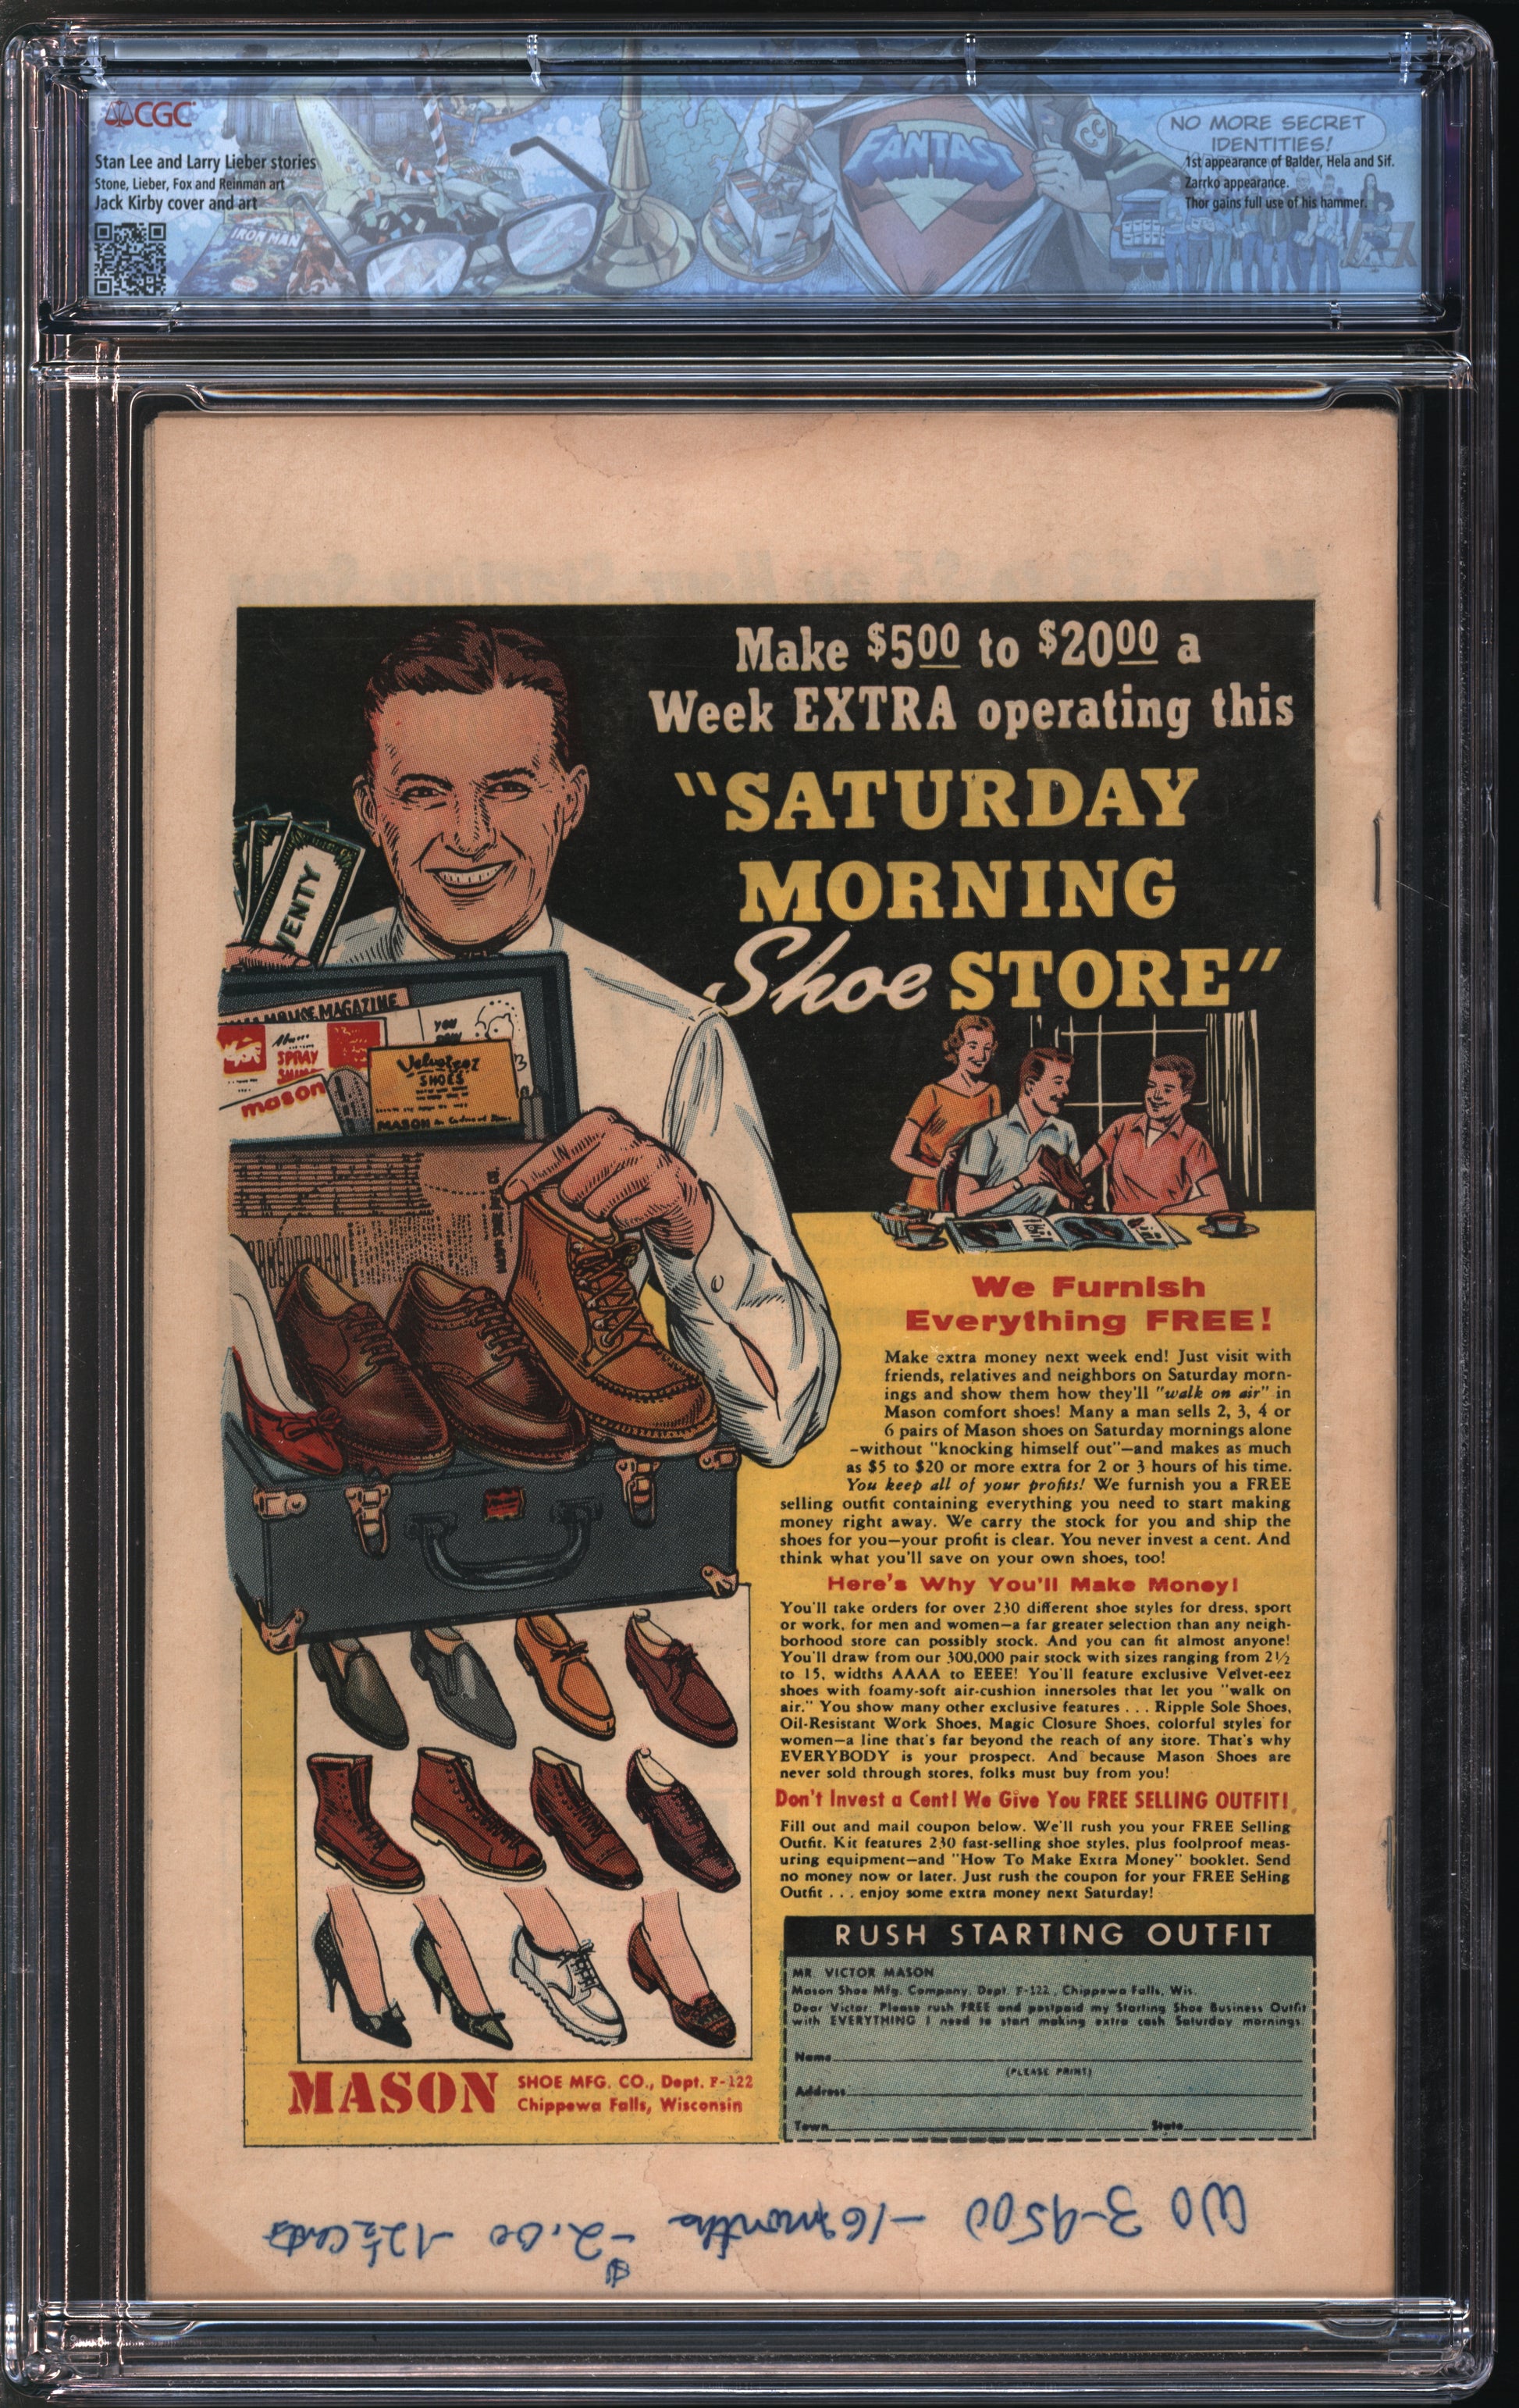 CGC
Stan Lee and Larry Lieber stories
Stone, Lieber, Fox and Reinman art
Jack Kirby cover and art
IRON MAN
FANTAST
CC
NO MORE SECRET
IDENTITIES!
1st appearance of Balder, Hela and Sif.
Zarrko appearance.
Thor gains full use of his hammer.
Make $500 to $2000 a
Week EXTRA operating this
"SATURDAY
MORNING
Shoe STORE"
VENTY
MAGAZINE
YOU
SPRAY
mason
Velveteez
SHOES
MASON
We Furnish
Everything FREE!
Make extra money next week end! Just visit with
friends, relatives and neighbors on Saturday morn-
ings and show them how they'll "walk on air" in
Mason comfort shoes! Many a man sells 2, 3, 4 or
6 pairs of Mason shoes on Saturday mornings alone
–without "knocking himself out"–and makes as much
as $5 to $20 or more extra for 2 or 3 hours of his time.
You keep all of your profits! We furnish you a FREE
selling outfit containing everything you need to start making
money right away. We carry the stock for you and ship the
shoes for you—your profit is clear. You never invest a cent. And
think what you'll save on your own shoes, too!
Here's Why You'll Make Money!
You'll take orders for over 230 different shoe styles for dress, sport
or work, for men and women—a far greater selection than any neigh-
borhood store can possibly stock. And you can fit almost anyone!
You'll draw from our 300,000 pair stock with sizes ranging from 2½
to 15, widths AAAA to EEEE! You'll feature exclusive Velvet-eez
shoes with foamy-soft air-cushion innersoles that let you "walk on
air." You show many other exclusive features . . . Ripple Sole Shoes,
Oil-Resistant Work Shoes, Magic Closure Shoes, colorful styles for
women—a line that's far beyond the reach of any store. That's why
EVERYBODY is your prospect. And because Mason Shoes are
never sold through stores, folks must buy from you!
Don't Invest a Cent! We Give You FREE SELLING OUTFIT!
Fill out and mail coupon below. We'll rush you your FREE Selling
Outfit. Kit features 230 fast-selling shoe styles, plus foolproof meas-
uring equipment—and "How To Make Extra Money" booklet. Send
no money now or later. Just rush the coupon for your FREE Selling
Outfit . . . enjoy some extra money next Saturday!
RUSH STARTING OUTFIT
MR. VICTOR MASON
Mason Shoe Mfg. Company, Dept. F-122, Chippewa Falls, Wis.
Dear Victor: Please rush FREE and postpaid my Starting Shoe Business Outfit
with EVERYTHING I need to start making extra cash Saturday mornings.
Name
(PLEASE PRINT)
Address
Town State
MASON SHOE MFG. CO., Dept. F-122
Chippewa Falls, Wisconsin
WO 3-9500 – 16 months – $2.00 - 12½ cents